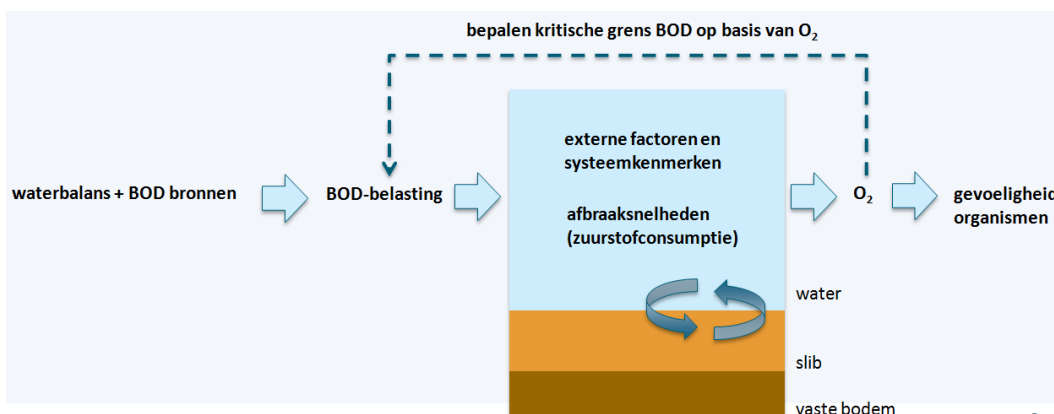 bepalen kritische grens BOD op basis van O₂
externe factoren en
systeemkenmerken
waterbalans + BOD bronnen
BOD-belasting
O₂
gevoeligheid
organismen
afbraaksnelheden
(zuurstofconsumptie)
water
slib
vaste bodem